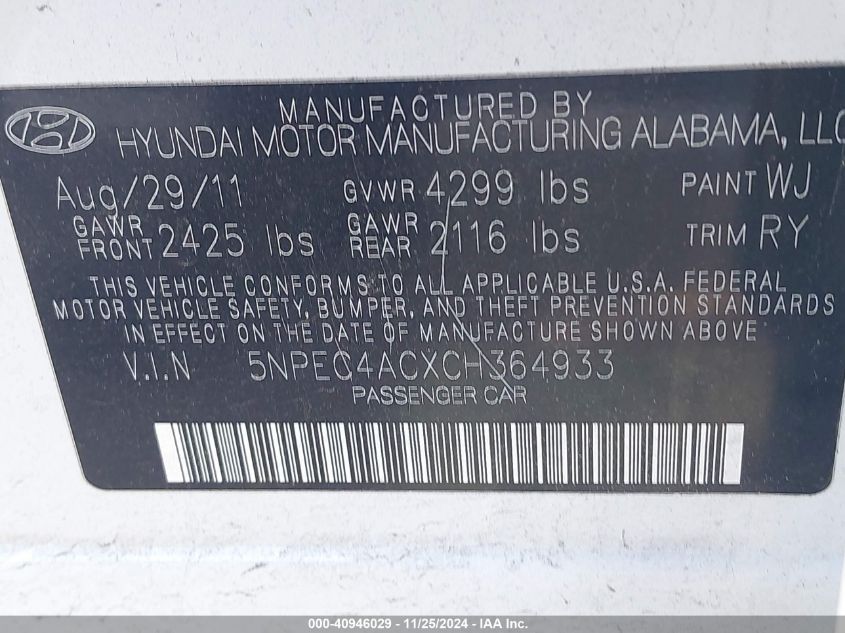 MANUFACTURED BY
HYUNDAI MOTOR MANUFACTURING ALABAMA, LLC
Aug/29/11 GVWR 4299 lbs PAINT WJ
GAWR FRONT 2425 lbs GAWR REAR 2116 lbs TRIM RY
THIS VEHICLE CONFORMS TO ALL APPLICABLE U.S.A. FEDERAL
MOTOR VEHICLE SAFETY, BUMPER, AND THEFT PREVENTION STANDARDS
IN EFFECT ON THE DATE OF MANUFACTURE SHOWN ABOVE
V.I.N 5NPEC4ACXCH364933
PASSENGER CAR
000-40946029 - 11/25/2024 - IAA Inc.